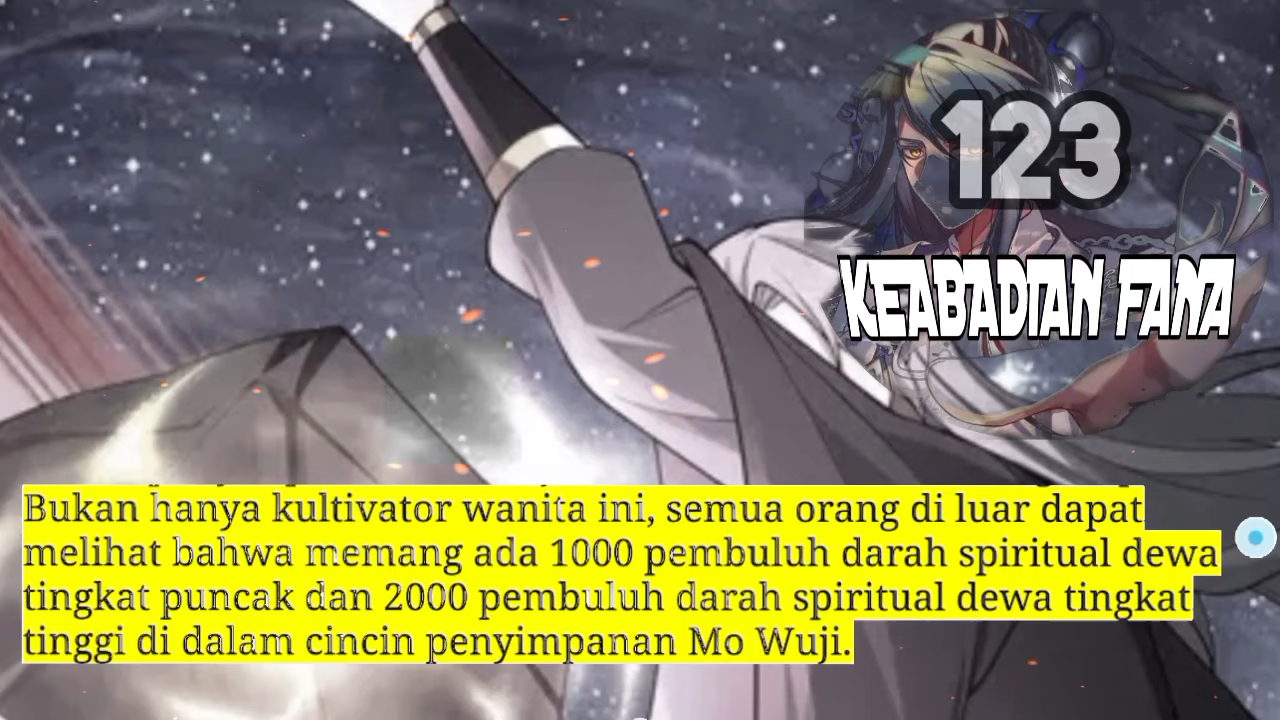 123
KEABADIAN FANA
Bukan hanya kultivator wanita ini, semua orang di luar dapat
melihat bahwa memang ada 1000 pembuluh darah spiritual dewa
tingkat puncak dan 2000 pembuluh darah spiritual dewa tingkat
tinggi di dalam cincin penyimpanan Mo Wuji.